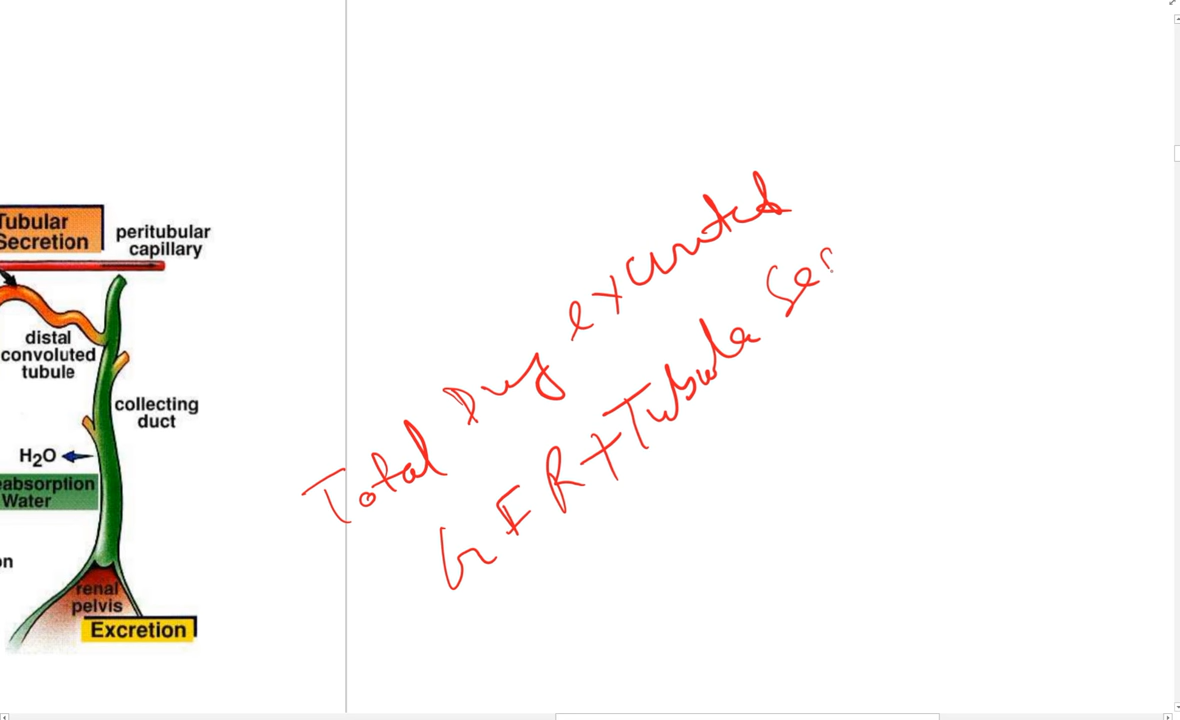 Tubular
Secretion
peritubular
capillary
distal
convoluted
tubule
collecting
duct
H₂O
eabsorption
Water
on
renal
pelvis
Excretion
Total Drug excreted
GFR + Tubular Se